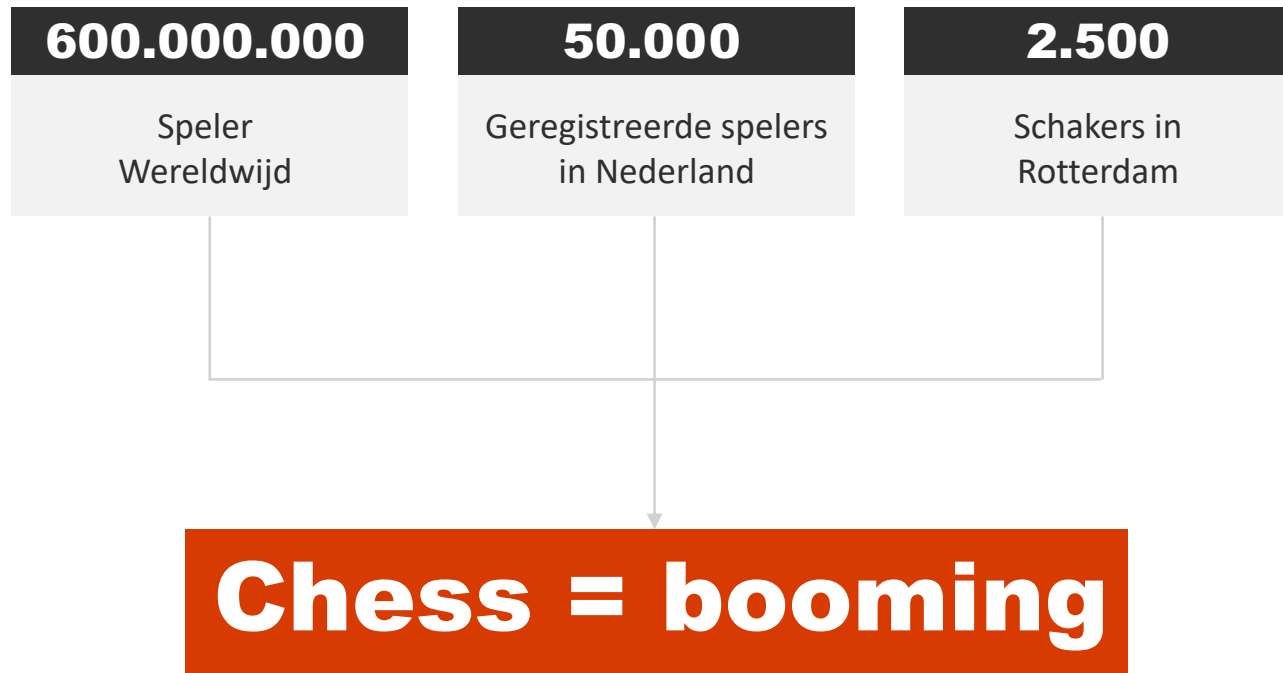 600.000.000
Speler
Wereldwijd
50.000
Geregistreerde spelers
in Nederland
2.500
Schakers in
Rotterdam
Chess = booming